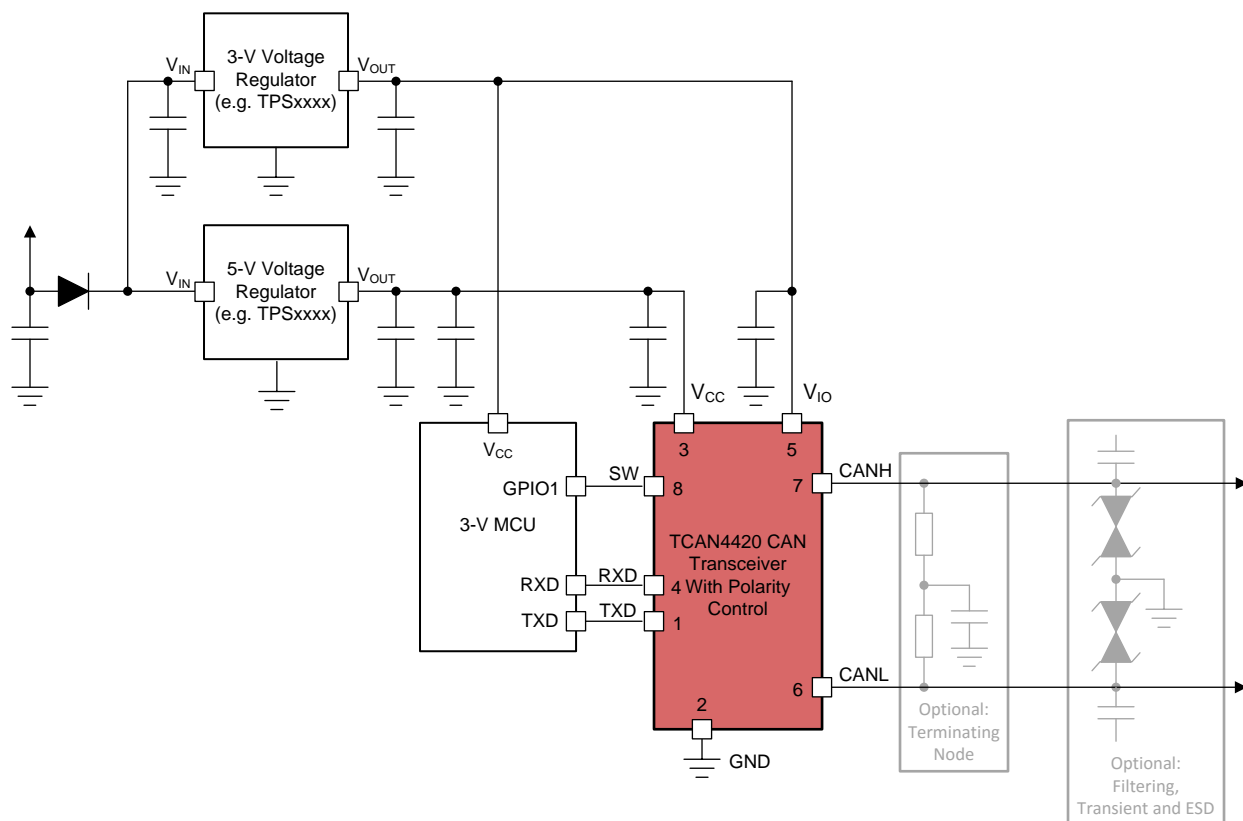 3-V Voltage
Regulator
(e.g. TPSxxxx)
VIN
VOUT
5-V Voltage
Regulator
(e.g. TPSxxxx)
VIN
VOUT
VCC
VIO
VCC
3
5
GPIO1
SW
8
7
CANH
3-V MCU
TCAN4420 CAN
Transceiver
With Polarity
Control
RXD
RXD
4
TXD
TXD
1
6
CANL
2
GND
Optional:
Terminating
Node
Optional:
Filtering,
Transient and ESD